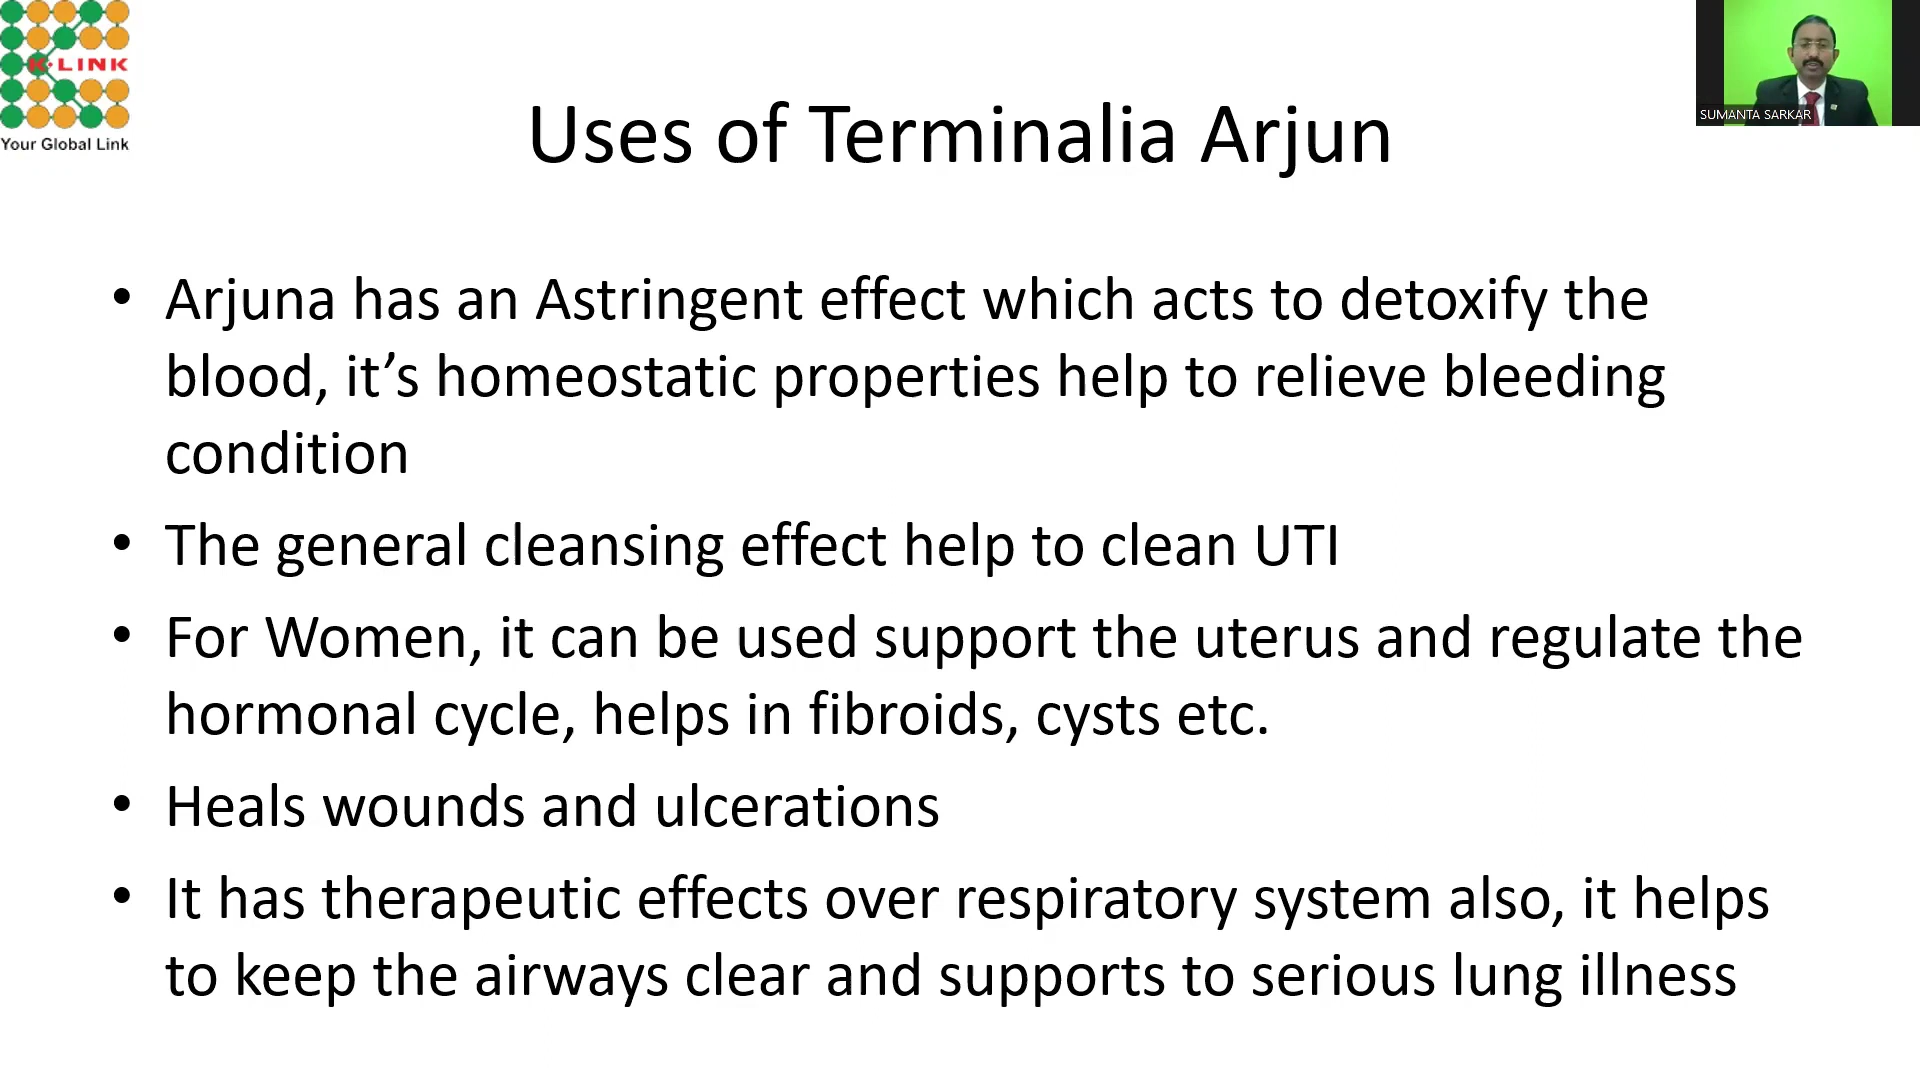 K-LINK
Your Global Link
SUMANTA SARKAR
Uses of Terminalia Arjun
• Arjuna has an Astringent effect which acts to detoxify the
blood, it’s homeostatic properties help to relieve bleeding
condition
• The general cleansing effect help to clean UTI
• For Women, it can be used support the uterus and regulate the
hormonal cycle, helps in fibroids, cysts etc.
• Heals wounds and ulcerations
• It has therapeutic effects over respiratory system also, it helps
to keep the airways clear and supports to serious lung illness